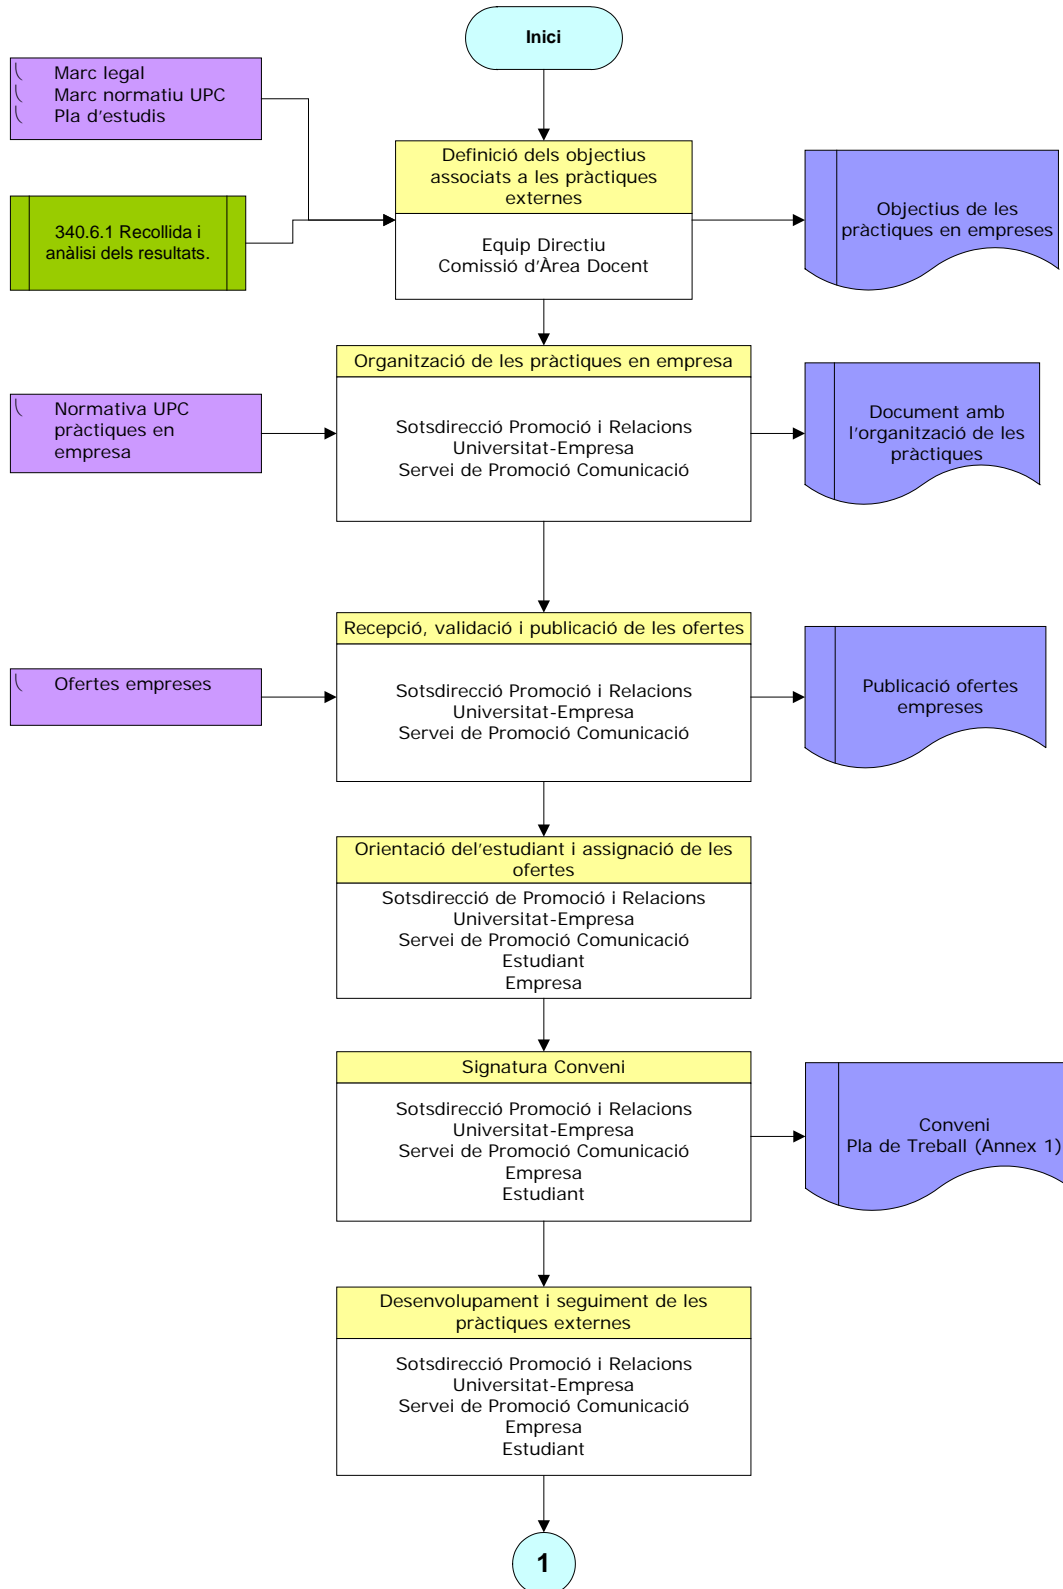 Inici
Marc legal
Marc normatiu UPC
Pla d'estudis
Definició dels objectius
associats a les pràctiques
externes
Equip Directiu
Comissió d'Àrea Docent
Objectius de les
pràctiques en empreses
340.6.1 Recollida i
anàlisi dels resultats.
Organització de les pràctiques en empresa
Sotsdirecció Promoció i Relacions
Universitat-Empresa
Servei de Promoció Comunicació
Normativa UPC
pràctiques en
empresa
Document amb
l'organització de les
pràctiques
Recepció, validació i publicació de les ofertes
Sotsdirecció Promoció i Relacions
Universitat-Empresa
Servei de Promoció Comunicació
Ofertes empreses
Publicació ofertes
empreses
Orientació del'estudiant i assignació de les
ofertes
Sotsdirecció de Promoció i Relacions
Universitat-Empresa
Servei de Promoció Comunicació
Estudiant
Empresa
Signatura Conveni
Sotsdirecció Promoció i Relacions
Universitat-Empresa
Servei de Promoció Comunicació
Empresa
Estudiant
Conveni
Pla de Treball (Annex 1)
Desenvolupament i seguiment de les
pràctiques externes
Sotsdirecció Promoció i Relacions
Universitat-Empresa
Servei de Promoció Comunicació
Empresa
Estudiant
1